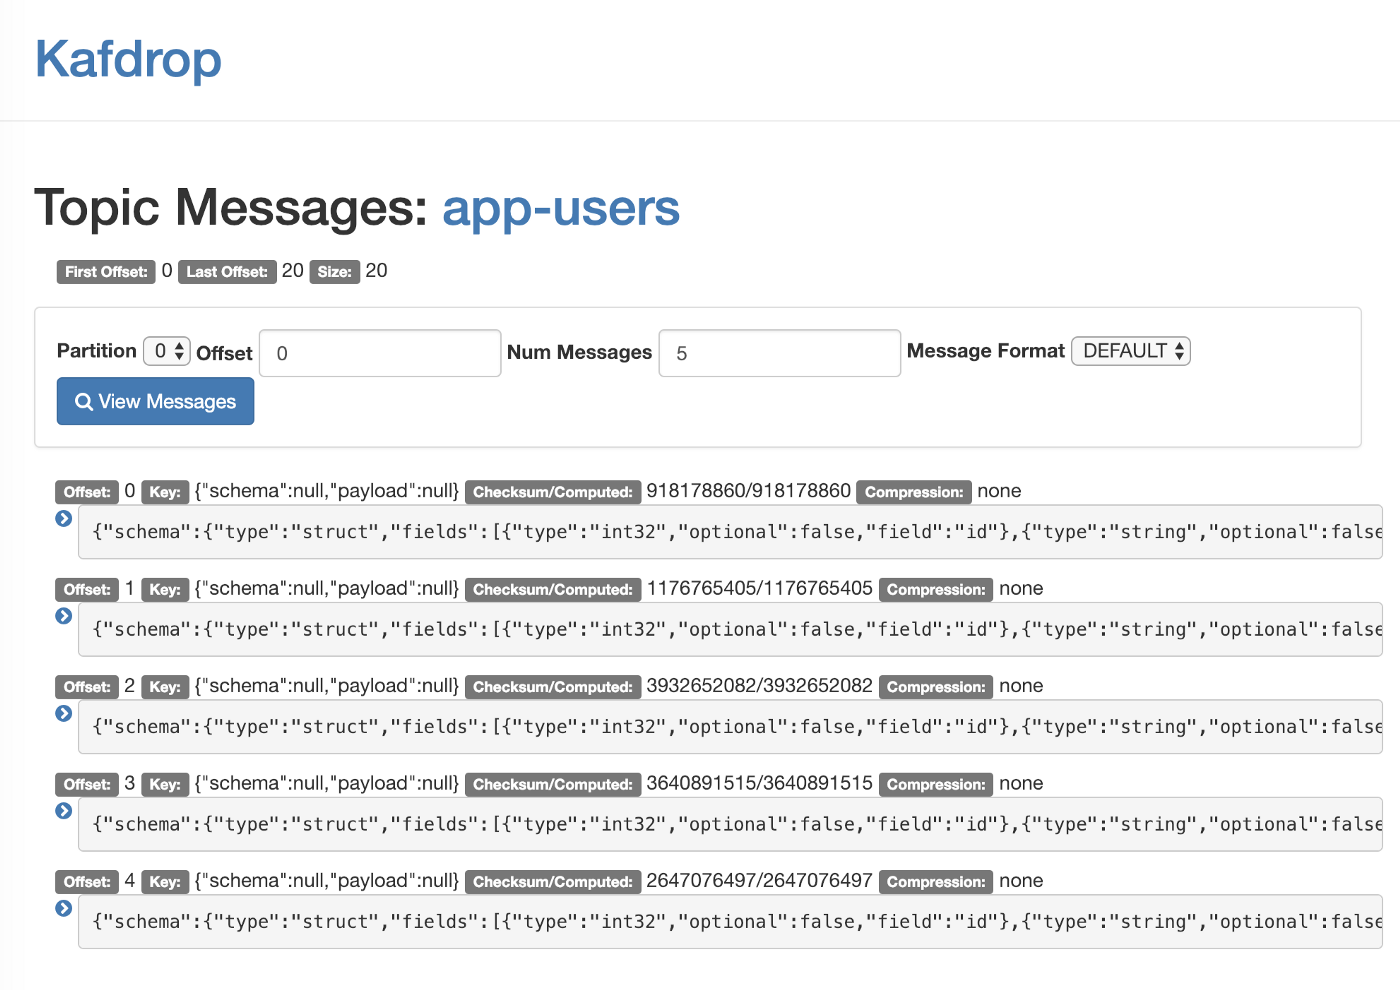 Kafdrop
Topic Messages: app-users
First Offset: 0 Last Offset: 20 Size: 20
Partition 0 Offset 0 Num Messages 5 Message Format DEFAULT
View Messages
Offset: 0 Key: {"schema":null,"payload":null} Checksum/Computed: 918178860/918178860 Compression: none
{"schema":{"type":"struct","fields":[{"type":"int32","optional":false,"field":"id"},{"type":"string","optional":false
Offset: 1 Key: {"schema":null,"payload":null} Checksum/Computed: 1176765405/1176765405 Compression: none
{"schema":{"type":"struct","fields":[{"type":"int32","optional":false,"field":"id"},{"type":"string","optional":false
Offset: 2 Key: {"schema":null,"payload":null} Checksum/Computed: 3932652082/3932652082 Compression: none
{"schema":{"type":"struct","fields":[{"type":"int32","optional":false,"field":"id"},{"type":"string","optional":false
Offset: 3 Key: {"schema":null,"payload":null} Checksum/Computed: 3640891515/3640891515 Compression: none
{"schema":{"type":"struct","fields":[{"type":"int32","optional":false,"field":"id"},{"type":"string","optional":false
Offset: 4 Key: {"schema":null,"payload":null} Checksum/Computed: 2647076497/2647076497 Compression: none
{"schema":{"type":"struct","fields":[{"type":"int32","optional":false,"field":"id"},{"type":"string","optional":false